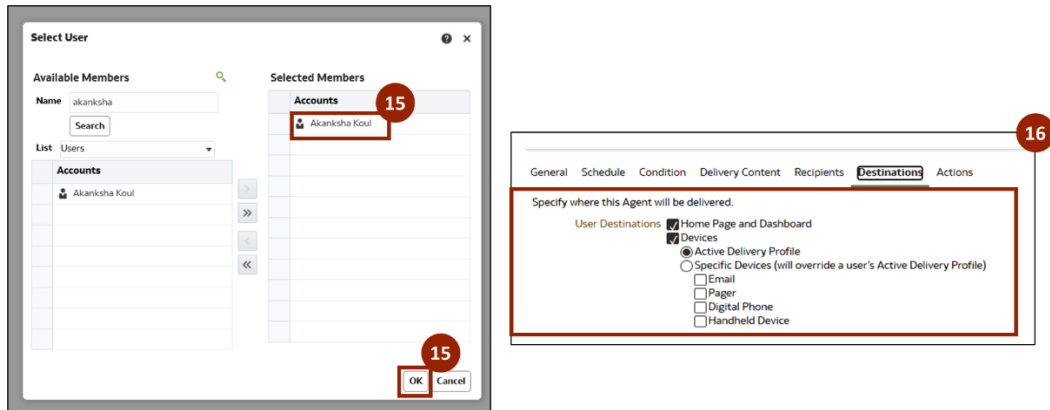 Select User
Available Members
Name akanksha
Search
List Users
Accounts
Akanksha Koul
Selected Members
Accounts
15
Akanksha Koul
15
OK Cancel
16
General Schedule Condition Delivery Content Recipients Destinations Actions
Specify where this Agent will be delivered.
User Destinations Home Page and Dashboard
Devices
Active Delivery Profile
Specific Devices (will override a user's Active Delivery Profile)
Email
Pager
Digital Phone
Handheld Device